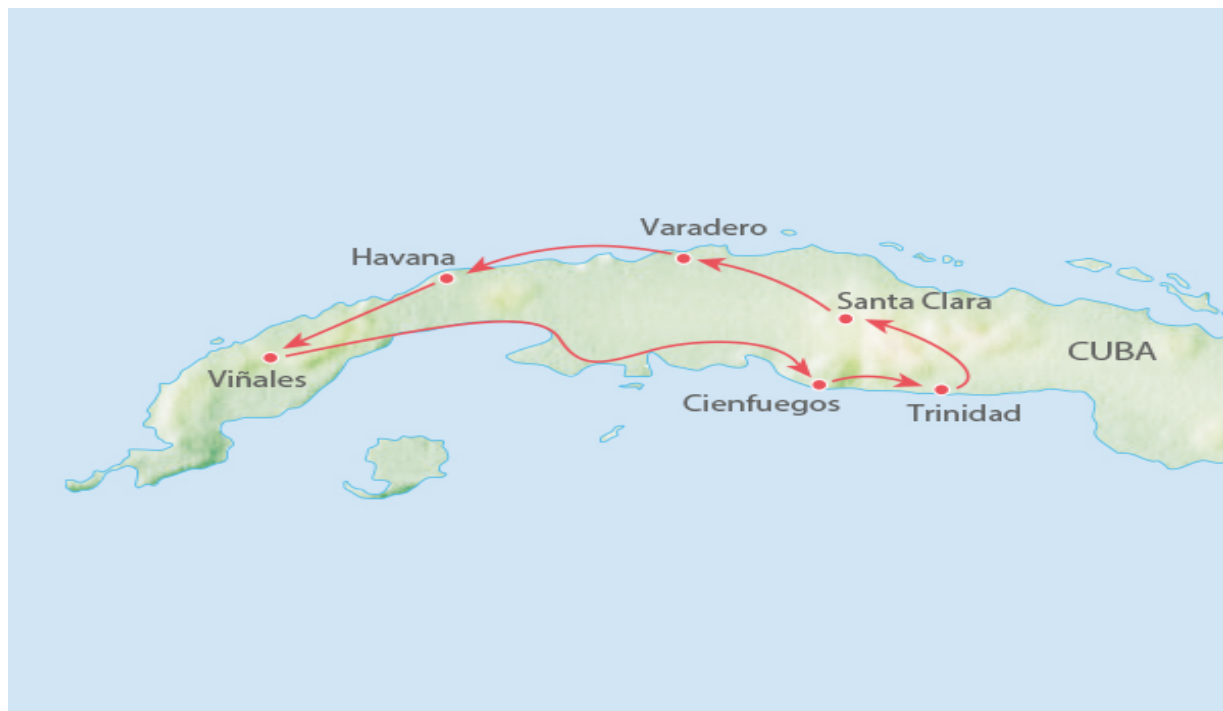 Varadero
Havana
Santa Clara
CUBA
Viñales
Cienfuegos
Trinidad